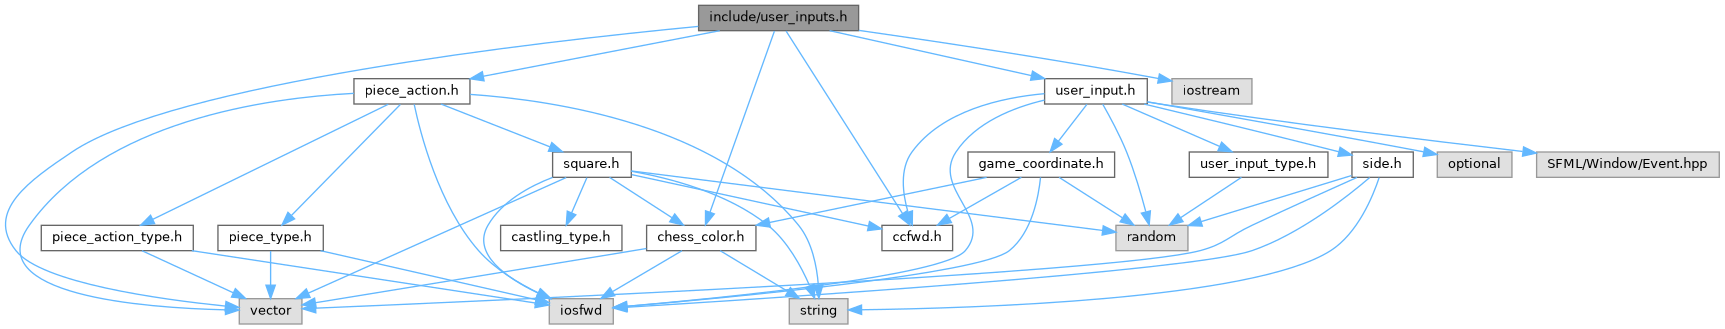 include/user_inputs.h
piece_action.h
user_input.h
iostream
square.h
game_coordinate.h
user_input_type.h
side.h
optional
SFML/Window/Event.hpp
piece_action_type.h
piece_type.h
castling_type.h
chess_color.h
ccfwd.h
random
vector
iosfwd
string